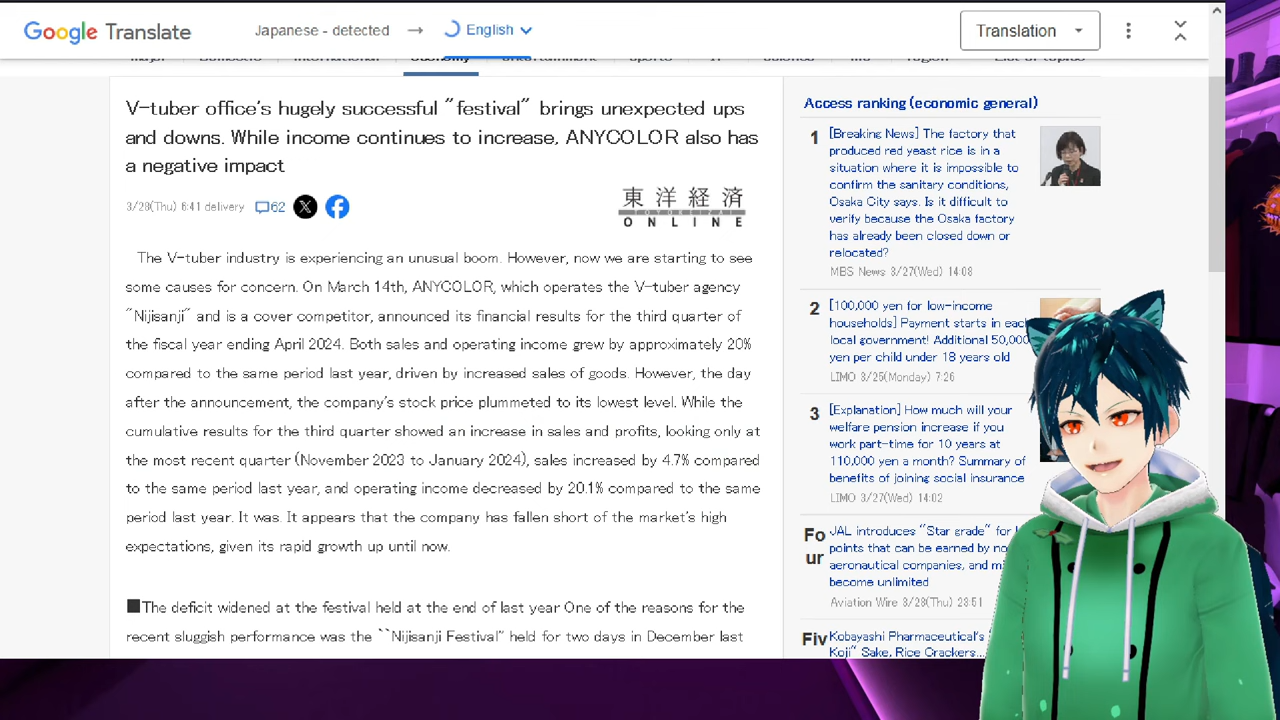 Google Translate
Japanese - detected
→
English
Translation
economy
V-tuber office's hugely successful "festival" brings unexpected ups
and downs. While income continues to increase, ANYCOLOR also has
a negative impact
3/28(Thu) 6:41 delivery
62
X
東洋経済
TOYOKEIZAI
ONLINE
The V-tuber industry is experiencing an unusual boom. However, now we are starting to see
some causes for concern. On March 14th, ANYCOLOR, which operates the V-tuber agency
"Nijisanji" and is a cover competitor, announced its financial results for the third quarter of
the fiscal year ending April 2024. Both sales and operating income grew by approximately 20%
compared to the same period last year, driven by increased sales of goods. However, the day
after the announcement, the company's stock price plummeted to its lowest level. While the
cumulative results for the third quarter showed an increase in sales and profits, looking only at
the most recent quarter (November 2023 to January 2024), sales increased by 4.7% compared
to the same period last year, and operating income decreased by 20.1% compared to the same
period last year. It was. It appears that the company has fallen short of the market's high
expectations, given its rapid growth up until now.
■The deficit widened at the festival held at the end of last year One of the reasons for the
recent sluggish performance was the ``Nijisanji Festival" held for two days in December last
Access ranking (economic general)
1
[Breaking News] The factory that
produced red yeast rice is in a
situation where it is impossible to
confirm the sanitary conditions,
Osaka City says. Is it difficult to
verify because the Osaka factory
has already been closed down or
relocated?
MBS News 3/27(Wed) 14:08
2
[100,000 yen for low-income
households] Payment starts in each
local government! Additional 50,000
yen per child under 18 years old
LIMO 3/25(Monday) 7:26
3
[Explanation] How much will your
welfare pension increase if you
work part-time for 10 years at
110,000 yen a month? Summary of
benefits of joining social insurance
LIMO 3/27(Wed) 14:02
Fo
ur
JAL introduces "Star grade" for
points that can be earned by
aeronautical companies, and
become unlimited
Aviation Wire 3/28(Thu) 23:51
Fiv
Kobayashi Pharmaceutical's
Koji" Sake, Rice Crackers...